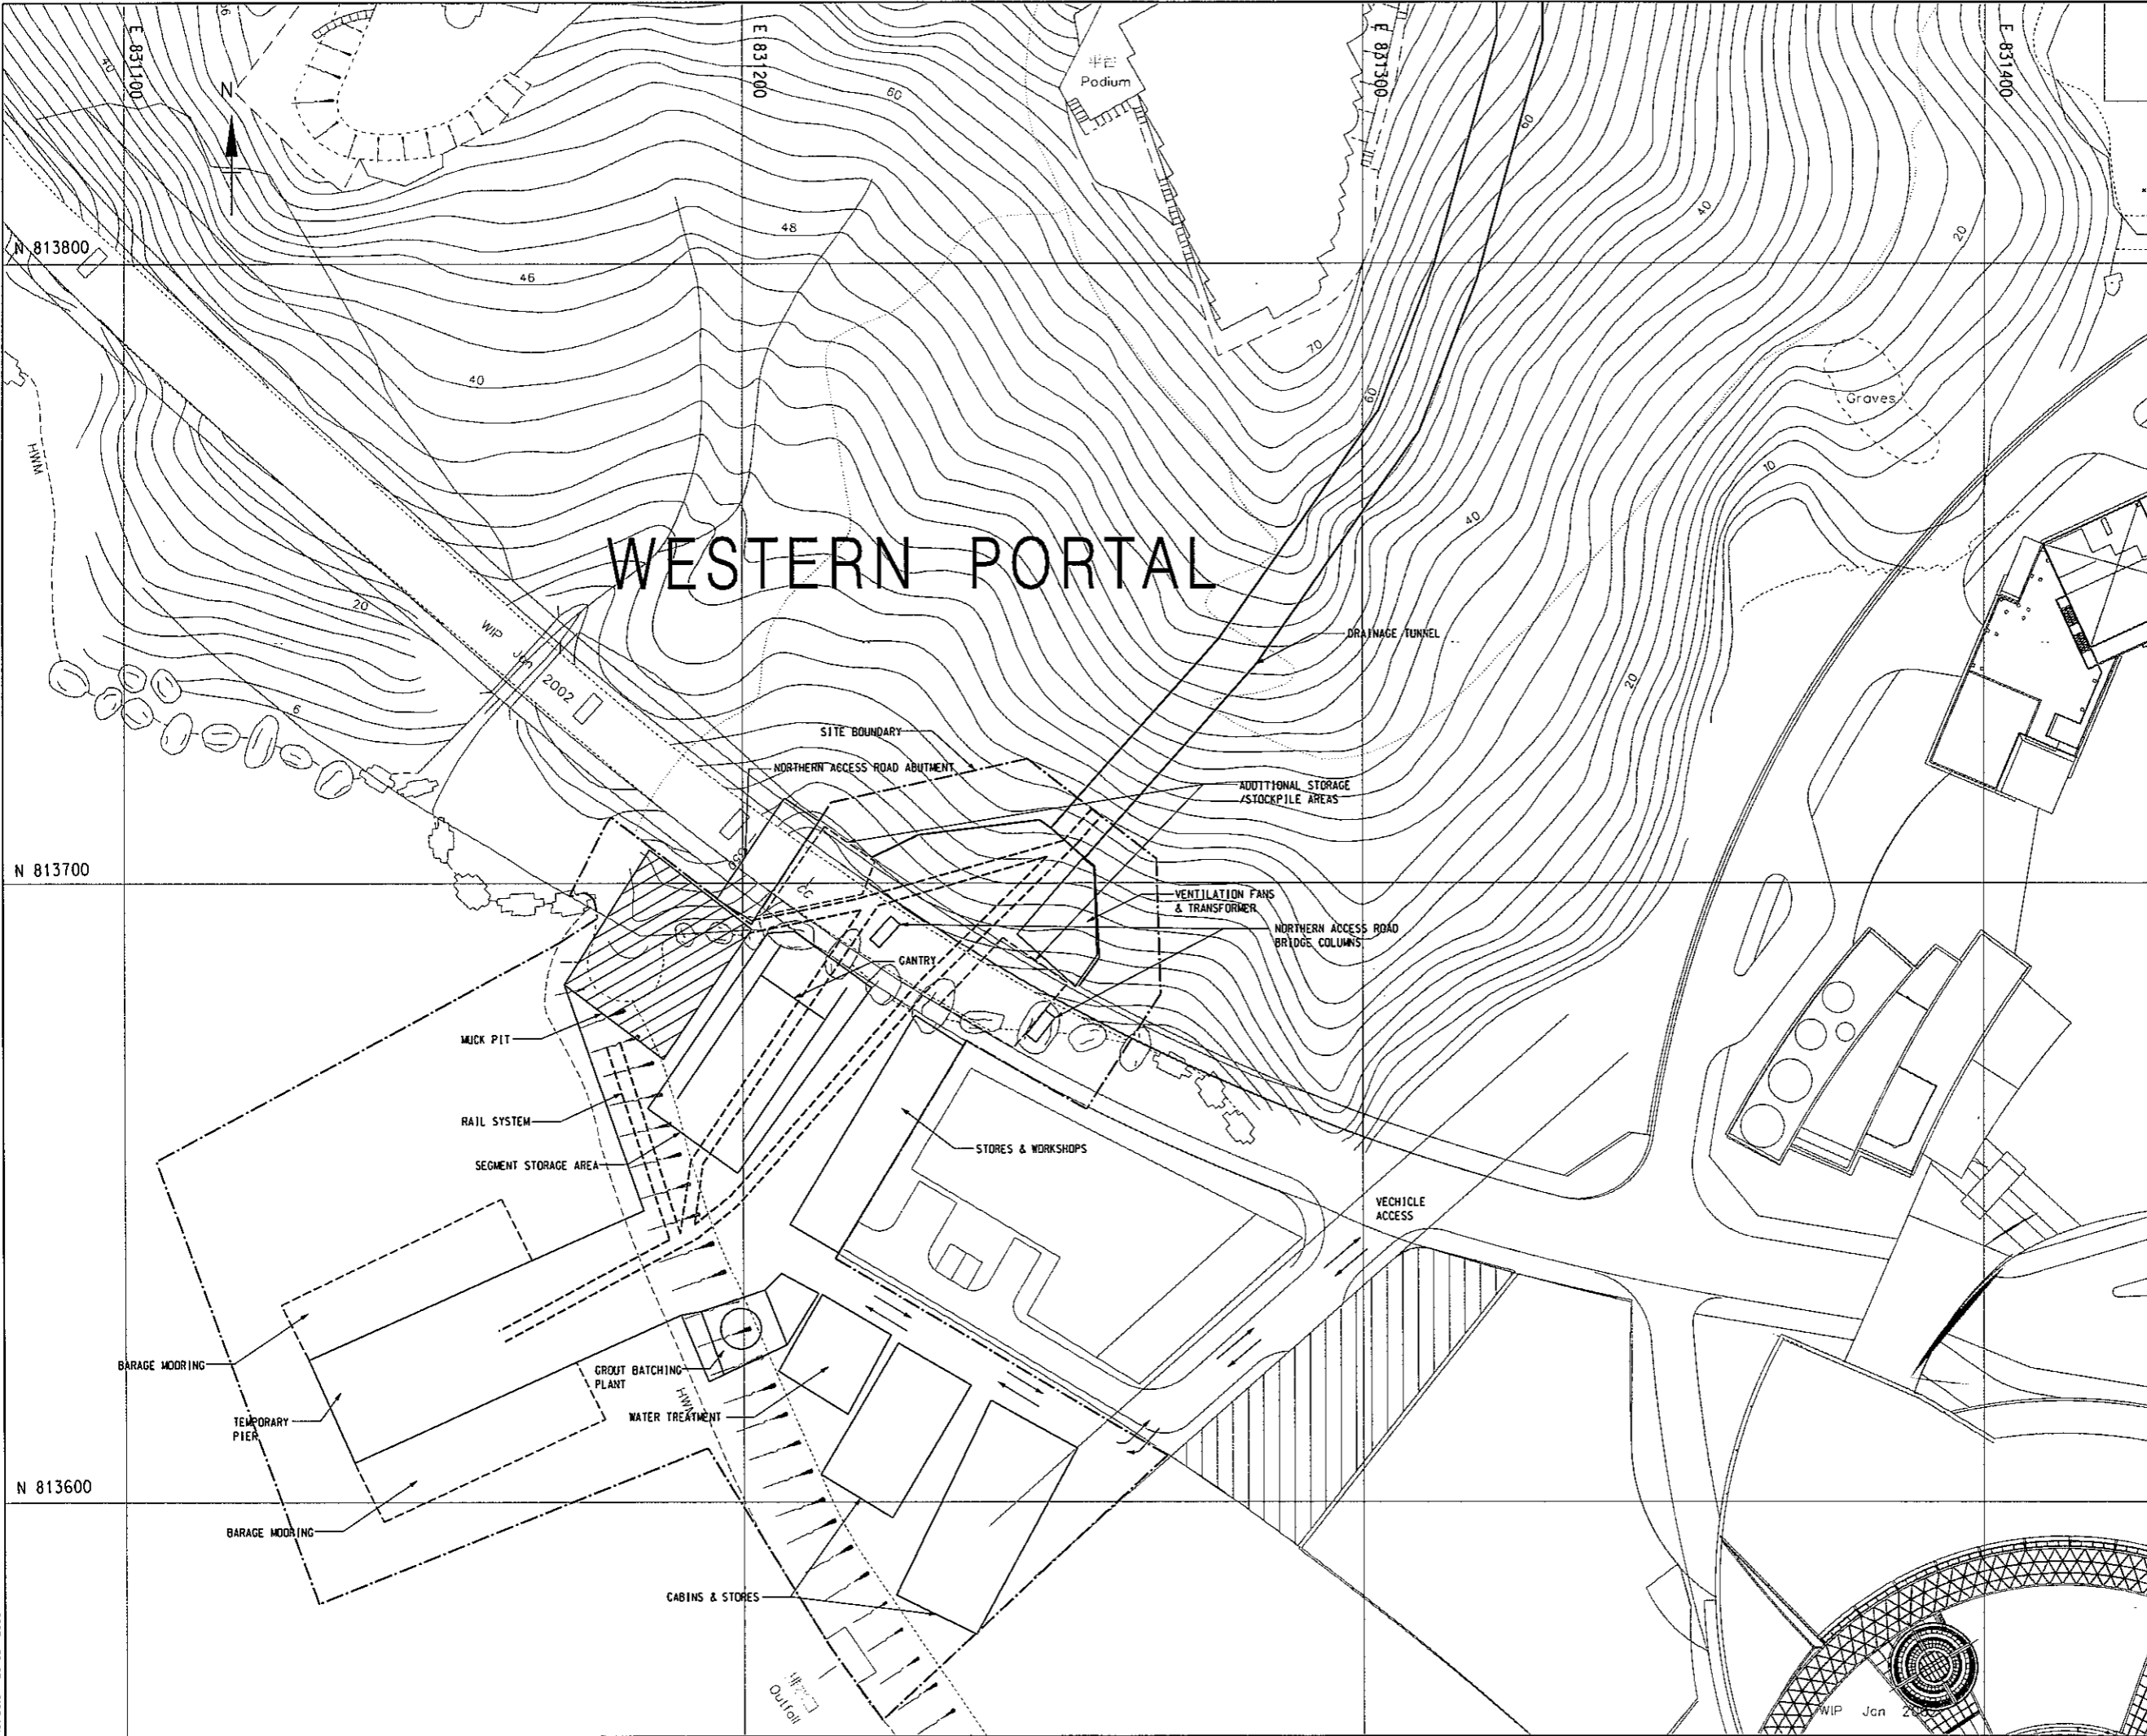 E 831100
E 831200
E 831300
E 831400
N
40
60
平台
Podium
60
48
N 813800
46
40
20
70
40
60
Graves
10
HWM
40
WESTERN PORTAL
20
WIP Jan 2002
DRAINAGE TUNNEL
20
6
SITE BOUNDARY
NORTHERN ACCESS ROAD ABUTMENT
ADDITIONAL STORAGE
/STOCKPILE AREAS
N 813700
VENTILATION FANS
& TRANSFORMER
NORTHERN ACCESS ROAD
BRIDGE COLUMNS
GANTRY
MUCK PIT
RAIL SYSTEM
SEGMENT STORAGE AREA
STORES & WORKSHOPS
VECHICLE
ACCESS
BARAGE MOORING
GROUT BATCHING
PLANT
HWM
WATER TREATMENT
TEMPORARY
PIER
N 813600
BARAGE MOORING
CABINS & STORES
Outfall
WIP Jan